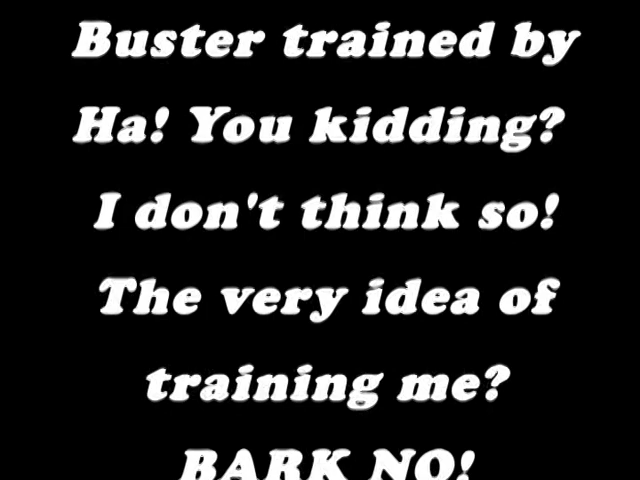 Buster trained by
Ha! You kidding?
I don't think so!
The very idea of
training me?
BARK NO!